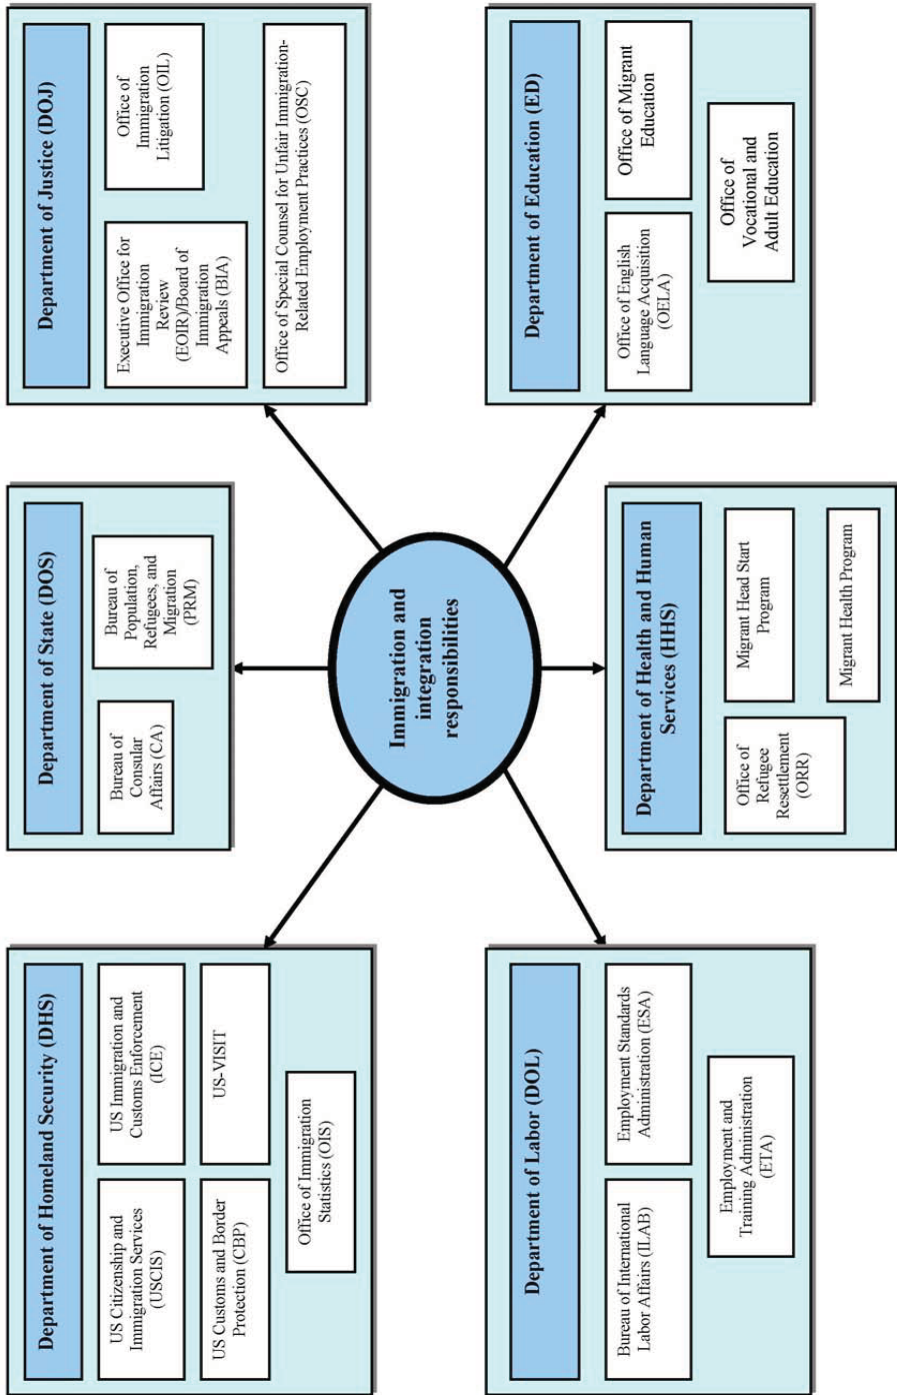 Department of Homeland Security (DHS)
US Citizenship and
Immigration Services
(USCIS)
US Immigration and
Customs Enforcement
(ICE)
US Customs and Border
Protection (CBP)
US-VISIT
Office of Immigration
Statistics (OIS)
Department of State (DOS)
Bureau of
Consular
Affairs (CA)
Bureau of
Population,
Refugees, and
Migration
(PRM)
Department of Justice (DOJ)
Executive Office for
Immigration
Review
(EOIR)/Board of
Immigration
Appeals (BIA)
Office of
Immigration
Litigation (OIL)
Office of Special Counsel for Unfair Immigration-
Related Employment Practices (OSC)
Immigration and
integration
responsibilities
Department of Labor (DOL)
Bureau of International
Labor Affairs (ILAB)
Employment Standards
Administration (ESA)
Employment and
Training Administration
(ETA)
Department of Health and Human
Services (HHS)
Office of
Refugee
Resettlement
(ORR)
Migrant Head Start
Program
Migrant Health Program
Department of Education (ED)
Office of English
Language Acquisition
(OELA)
Office of Migrant
Education
Office of
Vocational and
Adult Education